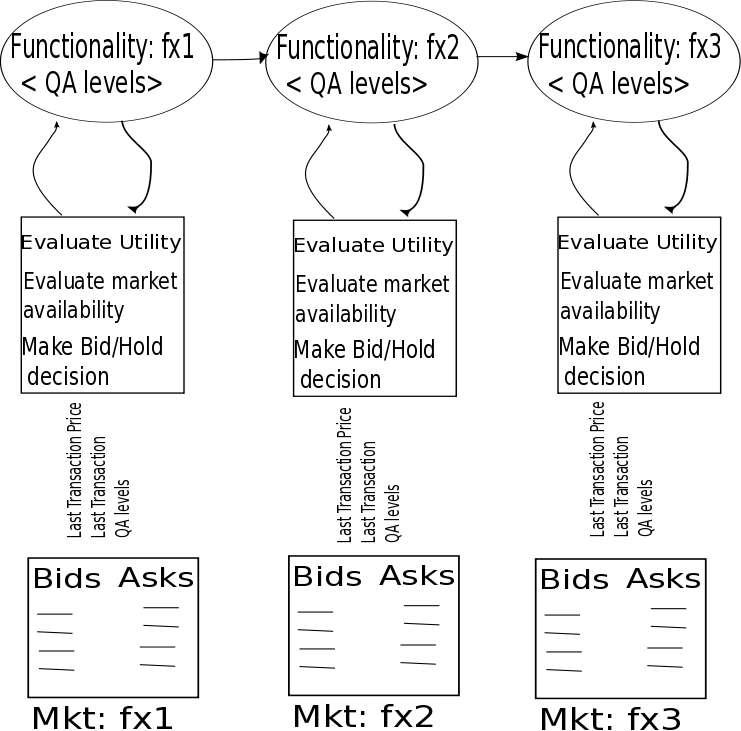 Functionality: fx1
< QA levels>
Functionality: fx2
< QA levels>
Functionality: fx3
< QA levels>
Evaluate Utility
Evaluate market
availability
Make Bid/Hold
decision
Evaluate Utility
Evaluate market
availability
Make Bid/Hold
decision
Evaluate Utility
Evaluate market
availability
Make Bid/Hold
decision
Last Transaction Price
Last Transaction
QA levels
Last Transaction Price
Last Transaction
QA levels
Last Transaction Price
Last Transaction
QA levels
Bids Asks
Bids Asks
Bids Asks
Mkt: fx1
Mkt: fx2
Mkt: fx3